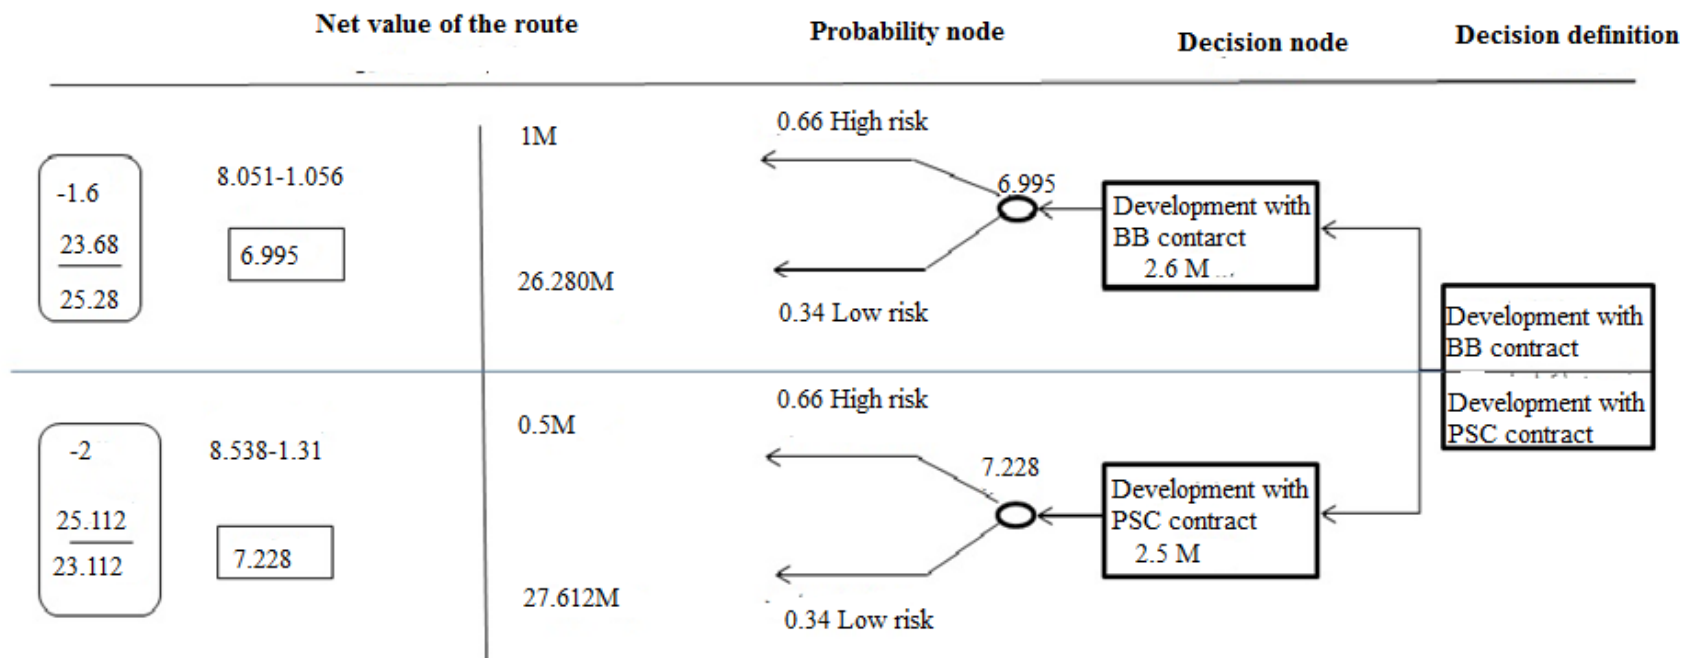 Net value of the route
Probability node
Decision node
Decision definition
1M
0.66 High risk
-1.6
23.68
25.28
8.051-1.056
6.995
6.995
Development with
BB contarct
2.6 M
26.280M
0.34 Low risk
Development with
BB contract
Development with
PSC contract
0.5M
0.66 High risk
-2
25.112
23.112
8.538-1.31
7.228
7.228
Development with
PSC contract
2.5 M
27.612M
0.34 Low risk